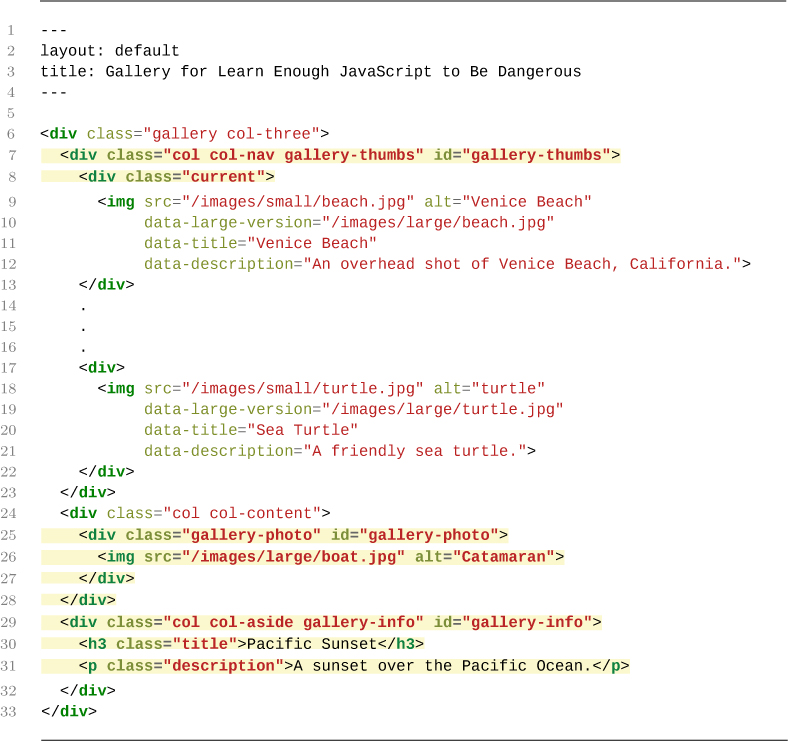 1 ---
2 layout: default
3 title: Gallery for Learn Enough JavaScript to Be Dangerous
4 ---
5
6 <div class="gallery col-three">
7   <div class="col col-nav gallery-thumbs" id="gallery-thumbs">
8     <div class="current">
9       <img src="/images/small/beach.jpg" alt="Venice Beach"
10            data-large-version="/images/large/beach.jpg"
11            data-title="Venice Beach"
12            data-description="An overhead shot of Venice Beach, California.">
13     </div>
14     .
15     .
16     .
17     <div>
18       <img src="/images/small/turtle.jpg" alt="turtle"
19            data-large-version="/images/large/turtle.jpg"
20            data-title="Sea Turtle"
21            data-description="A friendly sea turtle.">
22     </div>
23   </div>
24   <div class="col col-content">
25     <div class="gallery-photo" id="gallery-photo">
26       <img src="/images/large/boat.jpg" alt="Catamaran">
27     </div>
28   </div>
29   <div class="col col-aside gallery-info" id="gallery-info">
30     <h3 class="title">Pacific Sunset</h3>
31     <p class="description">A sunset over the Pacific Ocean.</p>
32   </div>
33 </div>